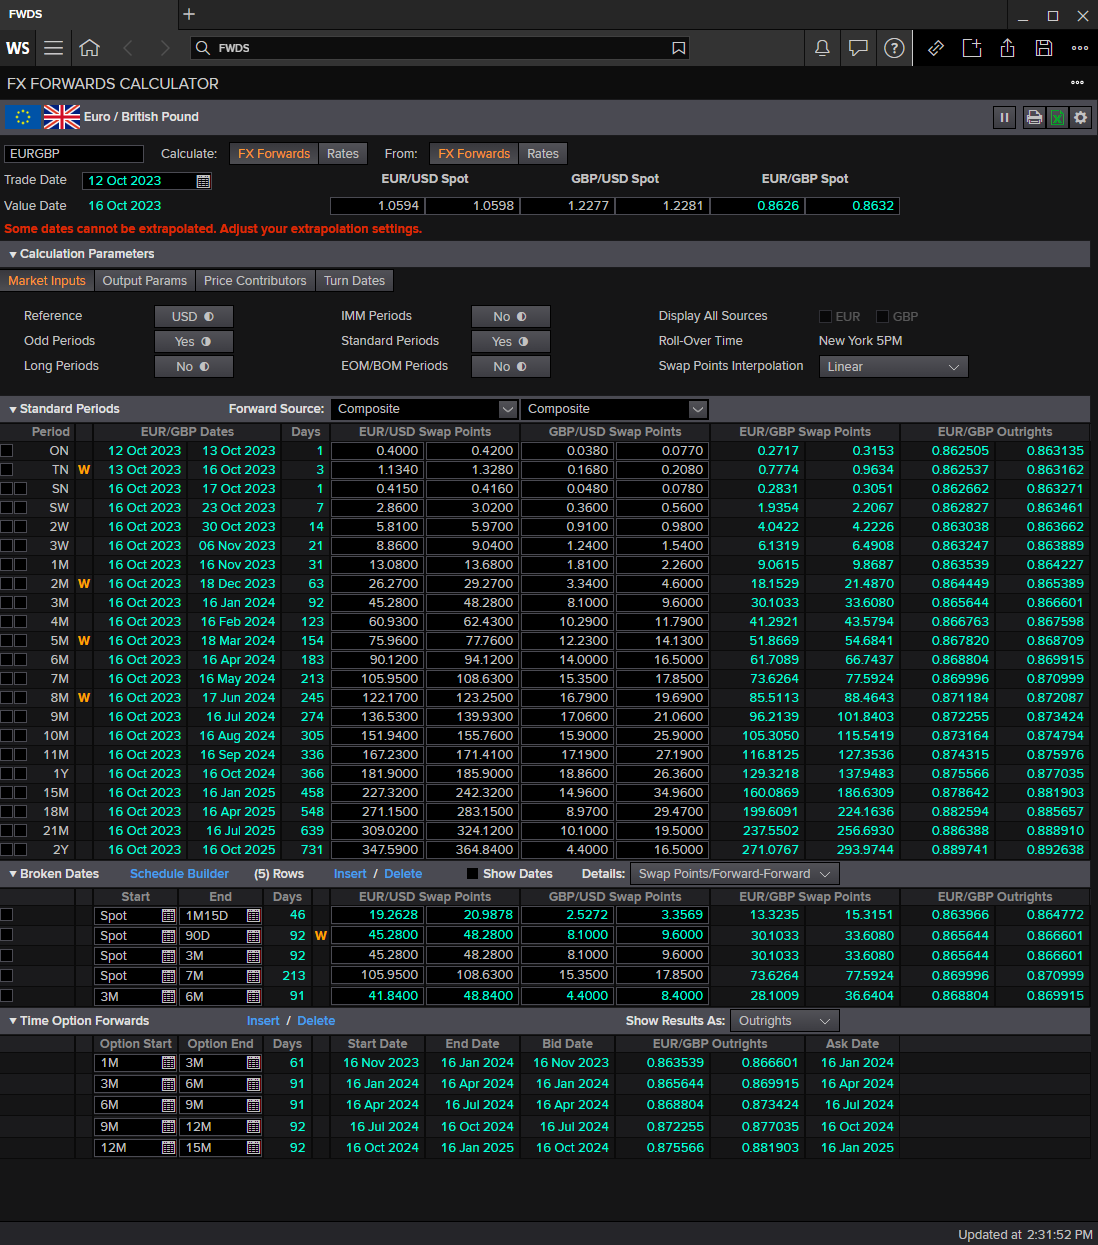 FWDS
WS FWDS
FX FORWARDS CALCULATOR
Euro / British Pound
EURGBP Calculate: FX Forwards Rates From: FX Forwards Rates
Trade Date 12 Oct 2023 EUR/USD Spot GBP/USD Spot EUR/GBP Spot
Value Date 16 Oct 2023 1.0594 1.0598 1.2277 1.2281 0.8626 0.8632
Some dates cannot be extrapolated. Adjust your extrapolation settings.
Calculation Parameters
Market Inputs Output Params Price Contributors Turn Dates
Reference USD IMM Periods No Display All Sources EUR GBP
Odd Periods Yes Standard Periods Yes Roll-Over Time New York 5PM
Long Periods No EOM/BOM Periods No Swap Points Interpolation Linear
Standard Periods Forward Source: Composite Composite
Period EUR/GBP Dates Days EUR/USD Swap Points GBP/USD Swap Points EUR/GBP Swap Points EUR/GBP Outrights
ON 12 Oct 2023 13 Oct 2023 1 0.4000 0.4200 0.0380 0.0770 0.2717 0.3153 0.862505 0.863135
TN W 13 Oct 2023 16 Oct 2023 3 1.1340 1.3280 0.1680 0.2080 0.7774 0.9634 0.862537 0.863162
SN 16 Oct 2023 17 Oct 2023 1 0.4150 0.4160 0.0480 0.0780 0.2831 0.3051 0.862662 0.863271
SW 16 Oct 2023 23 Oct 2023 7 2.8600 3.0200 0.3600 0.5600 1.9354 2.2067 0.862827 0.863461
2W 16 Oct 2023 30 Oct 2023 14 5.8100 5.9700 0.9100 0.9800 4.0422 4.2226 0.863038 0.863662
3W 16 Oct 2023 06 Nov 2023 21 8.8600 9.0400 1.2400 1.5400 6.1319 6.4908 0.863247 0.863889
1M 16 Oct 2023 16 Nov 2023 31 13.0800 13.6800 1.8100 2.2600 9.0615 9.8687 0.863539 0.864227
2M W 16 Oct 2023 18 Dec 2023 63 26.2700 29.2700 3.3400 4.6000 18.1529 21.4870 0.864449 0.865389
3M 16 Oct 2023 16 Jan 2024 92 45.2800 48.2800 8.1000 9.6000 30.1033 33.6080 0.865644 0.866601
4M 16 Oct 2023 16 Feb 2024 123 60.9300 62.4300 10.2900 11.7900 41.2921 43.5794 0.866763 0.867598
5M W 16 Oct 2023 18 Mar 2024 154 75.9600 77.7600 12.2300 14.1300 51.8669 54.6841 0.867820 0.868709
6M 16 Oct 2023 16 Apr 2024 183 90.1200 94.1200 14.0000 16.5000 61.7089 66.7437 0.868804 0.869915
7M 16 Oct 2023 16 May 2024 213 105.9500 108.6300 15.3500 17.8500 73.6264 77.5924 0.869996 0.870999
8M W 16 Oct 2023 17 Jun 2024 245 122.1700 123.2500 16.7900 19.6900 85.5113 88.4643 0.871184 0.872087
9M 16 Oct 2023 16 Jul 2024 274 136.5300 139.9300 17.0600 21.0600 96.2139 101.8403 0.872255 0.873424
10M 16 Oct 2023 16 Aug 2024 305 151.9400 155.7600 15.9000 25.9000 105.3050 115.5419 0.873164 0.874794
11M 16 Oct 2023 16 Sep 2024 336 167.2300 171.4100 17.1900 27.1900 116.8125 127.3536 0.874315 0.875976
1Y 16 Oct 2023 16 Oct 2024 366 181.9000 185.9000 18.8600 26.3600 129.3218 137.9483 0.875566 0.877035
15M 16 Oct 2023 16 Jan 2025 458 227.3200 242.3200 14.9600 34.9600 160.0869 186.6309 0.878642 0.881903
18M 16 Oct 2023 16 Apr 2025 548 271.1500 283.1500 8.9700 29.4700 199.6091 224.1636 0.882594 0.885657
21M 16 Oct 2023 16 Jul 2025 639 309.0200 324.1200 10.1000 19.5000 237.5502 256.6930 0.886388 0.888910
2Y 16 Oct 2023 16 Oct 2025 731 347.5900 364.8400 4.4000 16.5000 271.0767 293.9744 0.889741 0.892638
Broken Dates Schedule Builder (5) Rows Insert / Delete Show Dates Details: Swap Points/Forward-Forward
Start End Days EUR/USD Swap Points GBP/USD Swap Points EUR/GBP Swap Points EUR/GBP Outrights
Spot 1M15D 46 19.2628 20.9878 2.5272 3.3569 13.3235 15.3151 0.863966 0.864772
Spot 90D 92 W 45.2800 48.2800 8.1000 9.6000 30.1033 33.6080 0.865644 0.866601
Spot 3M 92 45.2800 48.2800 8.1000 9.6000 30.1033 33.6080 0.865644 0.866601
Spot 7M 213 105.9500 108.6300 15.3500 17.8500 73.6264 77.5924 0.869996 0.870999
3M 6M 91 41.8400 48.8400 4.4000 8.4000 28.1009 36.6404 0.868804 0.869915
Time Option Forwards Insert / Delete Show Results As: Outrights
Option Start Option End Days Start Date End Date Bid Date EUR/GBP Outrights Ask Date
1M 3M 61 16 Nov 2023 16 Jan 2024 16 Nov 2023 0.863539 0.866601 16 Jan 2024
3M 6M 91 16 Jan 2024 16 Apr 2024 16 Jan 2024 0.865644 0.869915 16 Apr 2024
6M 9M 91 16 Apr 2024 16 Jul 2024 16 Apr 2024 0.868804 0.873424 16 Jul 2024
9M 12M 92 16 Jul 2024 16 Oct 2024 16 Jul 2024 0.872255 0.877035 16 Oct 2024
12M 15M 92 16 Oct 2024 16 Jan 2025 16 Oct 2024 0.875566 0.881903 16 Jan 2025
Updated at 2:31:52 PM